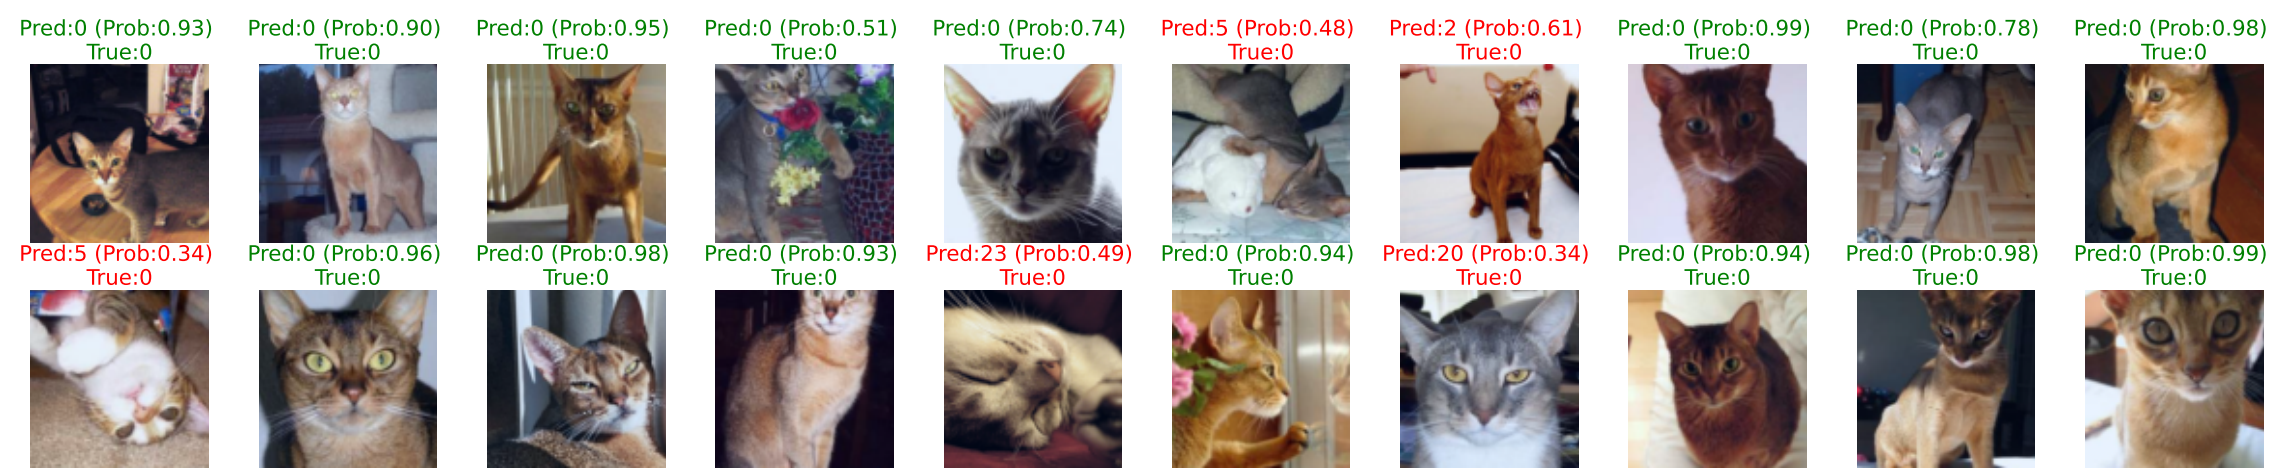 Pred:0 (Prob:0.93)
True:0
Pred:0 (Prob:0.90)
True:0
Pred:0 (Prob:0.95)
True:0
Pred:0 (Prob:0.51)
True:0
Pred:0 (Prob:0.74)
True:0
Pred:5 (Prob:0.48)
True:0
Pred:2 (Prob:0.61)
True:0
Pred:0 (Prob:0.99)
True:0
Pred:0 (Prob:0.78)
True:0
Pred:0 (Prob:0.98)
True:0
Pred:5 (Prob:0.34)
True:0
Pred:0 (Prob:0.96)
True:0
Pred:0 (Prob:0.98)
True:0
Pred:0 (Prob:0.93)
True:0
Pred:23 (Prob:0.49)
True:0
Pred:0 (Prob:0.94)
True:0
Pred:20 (Prob:0.34)
True:0
Pred:0 (Prob:0.94)
True:0
Pred:0 (Prob:0.98)
True:0
Pred:0 (Prob:0.99)
True:0